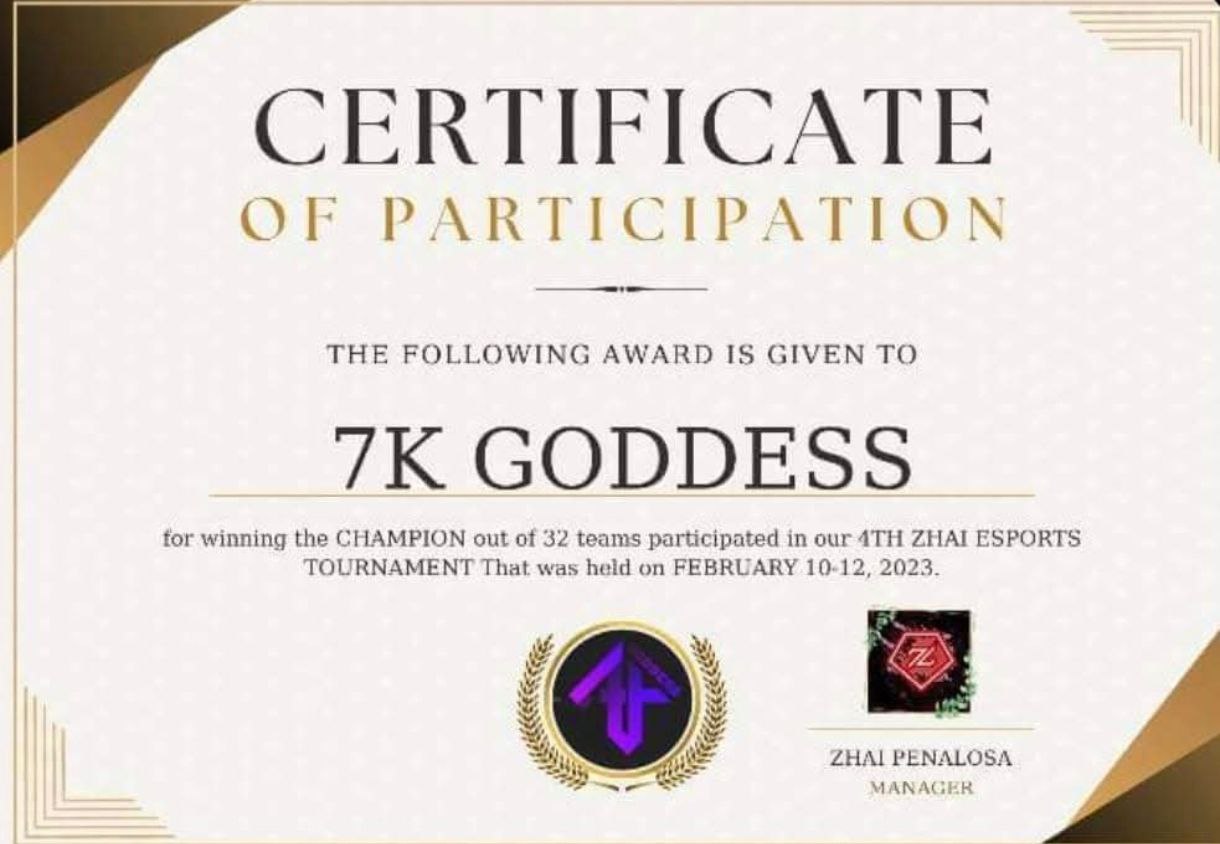 CERTIFICATE
OF PARTICIPATION
THE FOLLOWING AWARD IS GIVEN TO
7K GODDESS
for winning the CHAMPION out of 32 teams participated in our 4TH ZHAI ESPORTS
TOURNAMENT That was held on FEBRUARY 10-12, 2023.
Z
ZHAI PENALOSA
MANAGER